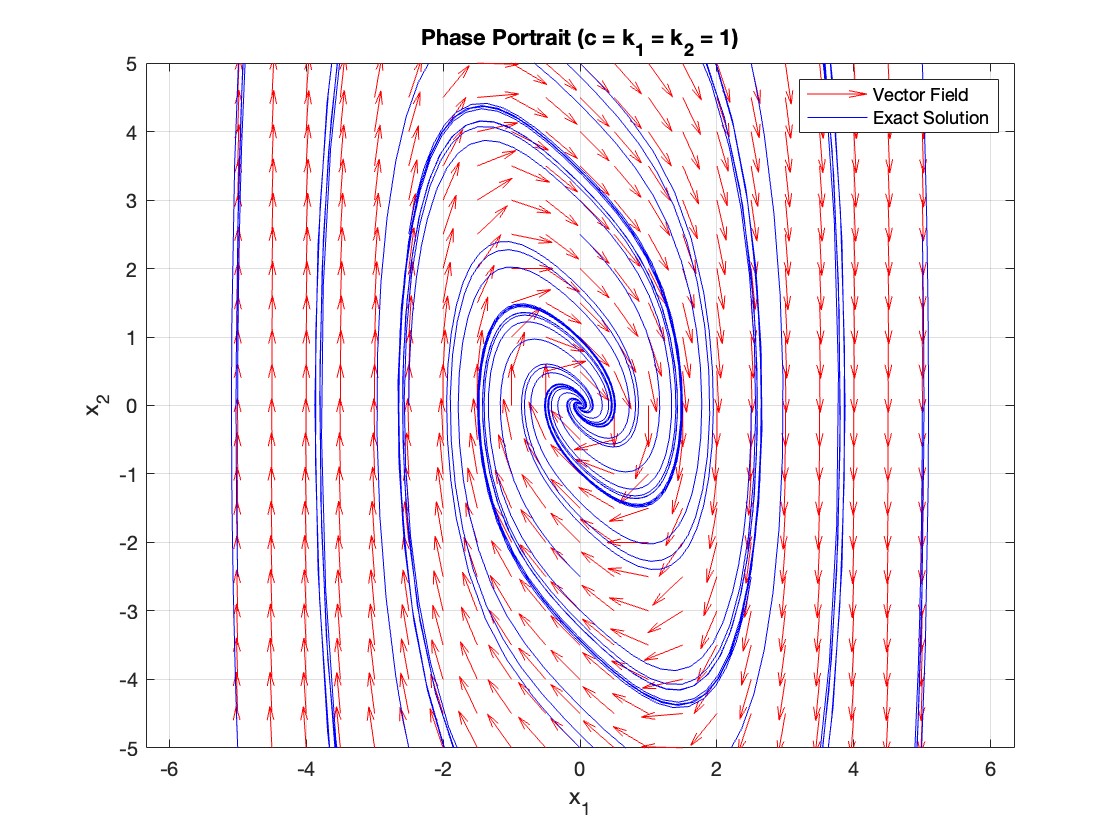 Phase Portrait (c = k₁ = k₂ = 1)
Vector Field
Exact Solution
5
4
3
2
1
0
-1
-2
-3
-4
-5
x₂
-6 -4 -2 0 2 4 6
x₁